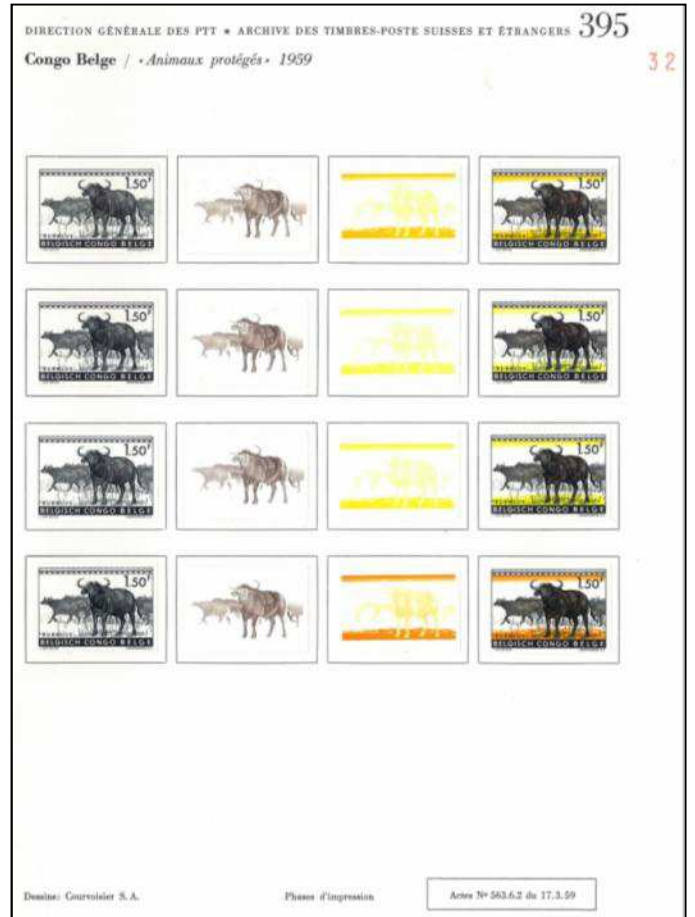 DIRECTION GÉNÉRALE DES PTT * ARCHIVE DES TIMBRES-POSTE SUISSES ET ÉTRANGERS 395
Congo Belge / «Animaux protégés» 1959
32
1.50F
BELGISCH CONGO BELGE
1.50F
BELGISCH CONGO BELGE
1.50F
BELGISCH CONGO BELGE
1.50F
BELGISCH CONGO BELGE
1.50F
BELGISCH CONGO BELGE
1.50F
BELGISCH CONGO BELGE
1.50F
BELGISCH CONGO BELGE
1.50F
BELGISCH CONGO BELGE
Dessins: Courvoisier S.A.
Phases d'impression
Actes Nº 563.6.2 du 17.3.59